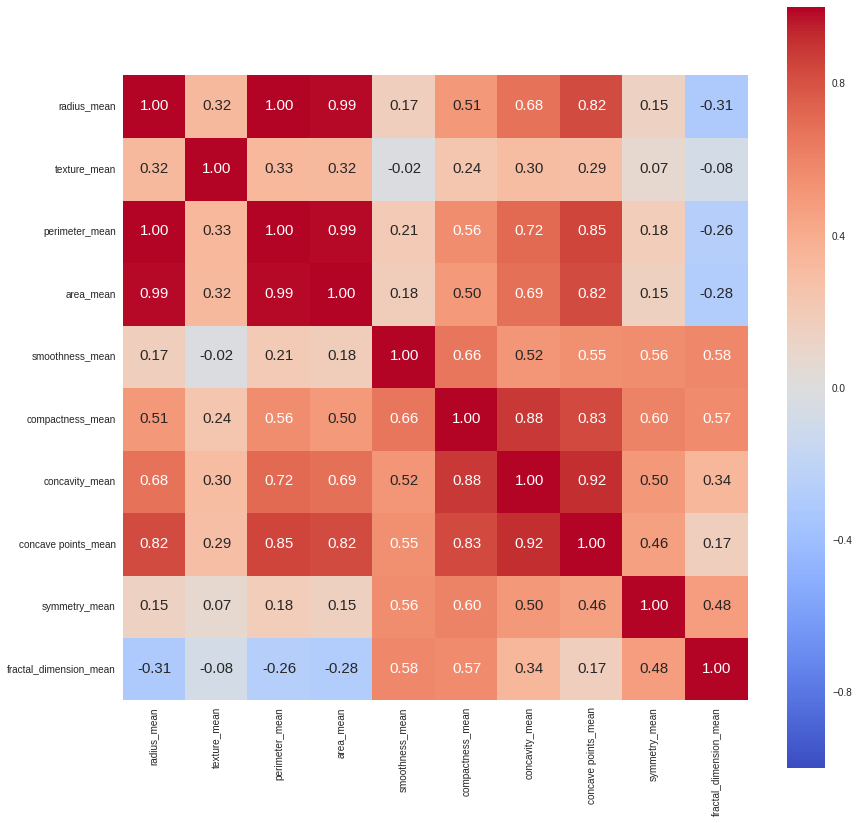 radius_mean 1.00 0.32 1.00 0.99 0.17 0.51 0.68 0.82 0.15 -0.31
texture_mean 0.32 1.00 0.33 0.32 -0.02 0.24 0.30 0.29 0.07 -0.08
perimeter_mean 1.00 0.33 1.00 0.99 0.21 0.56 0.72 0.85 0.18 -0.26
area_mean 0.99 0.32 0.99 1.00 0.18 0.50 0.69 0.82 0.15 -0.28
smoothness_mean 0.17 -0.02 0.21 0.18 1.00 0.66 0.52 0.55 0.56 0.58
compactness_mean 0.51 0.24 0.56 0.50 0.66 1.00 0.88 0.83 0.60 0.57
concavity_mean 0.68 0.30 0.72 0.69 0.52 0.88 1.00 0.92 0.50 0.34
concave points_mean 0.82 0.29 0.85 0.82 0.55 0.83 0.92 1.00 0.46 0.17
symmetry_mean 0.15 0.07 0.18 0.15 0.56 0.60 0.50 0.46 1.00 0.48
fractal_dimension_mean -0.31 -0.08 -0.26 -0.28 0.58 0.57 0.34 0.17 0.48 1.00
radius_mean
texture_mean
perimeter_mean
area_mean
smoothness_mean
compactness_mean
concavity_mean
concave points_mean
symmetry_mean
fractal_dimension_mean
0.8
0.4
0.0
−0.4
−0.8